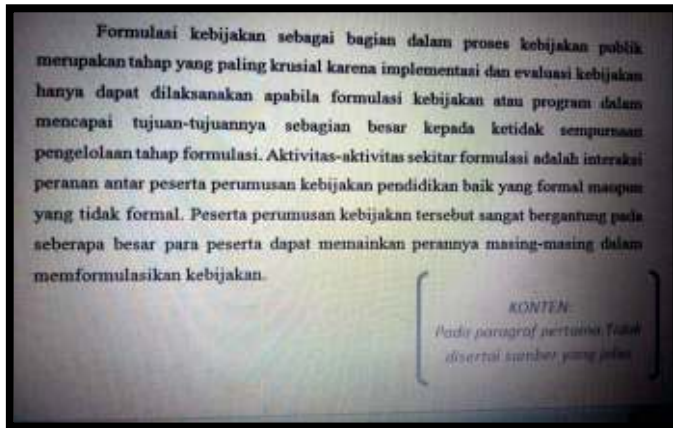 Formulasi kebijakan sebagai bagian dalam proses kebijakan publik
merupakan tahap yang paling krusial karena implementasi dan evaluasi kebijakan
hanya dapat dilaksanakan apabila formulasi kebijakan atau program dalam
mencapai tujuan-tujuannya sebagian besar kepada ketidak sempurnaan
pengelolaan tahap formulasi. Aktivitas-aktivitas sekitar formulasi adalah interaksi
peranan antar peserta perumusan kebijakan pendidikan baik yang formal maupun
yang tidak formal. Peserta perumusan kebijakan tersebut sangat bergantung pada
seberapa besar para peserta dapat memainkan perannya masing-masing dalam
memformulasikan kebijakan.
KONTEN:
Pada paragraf pertama Tidak
disertai sumber yang jelas